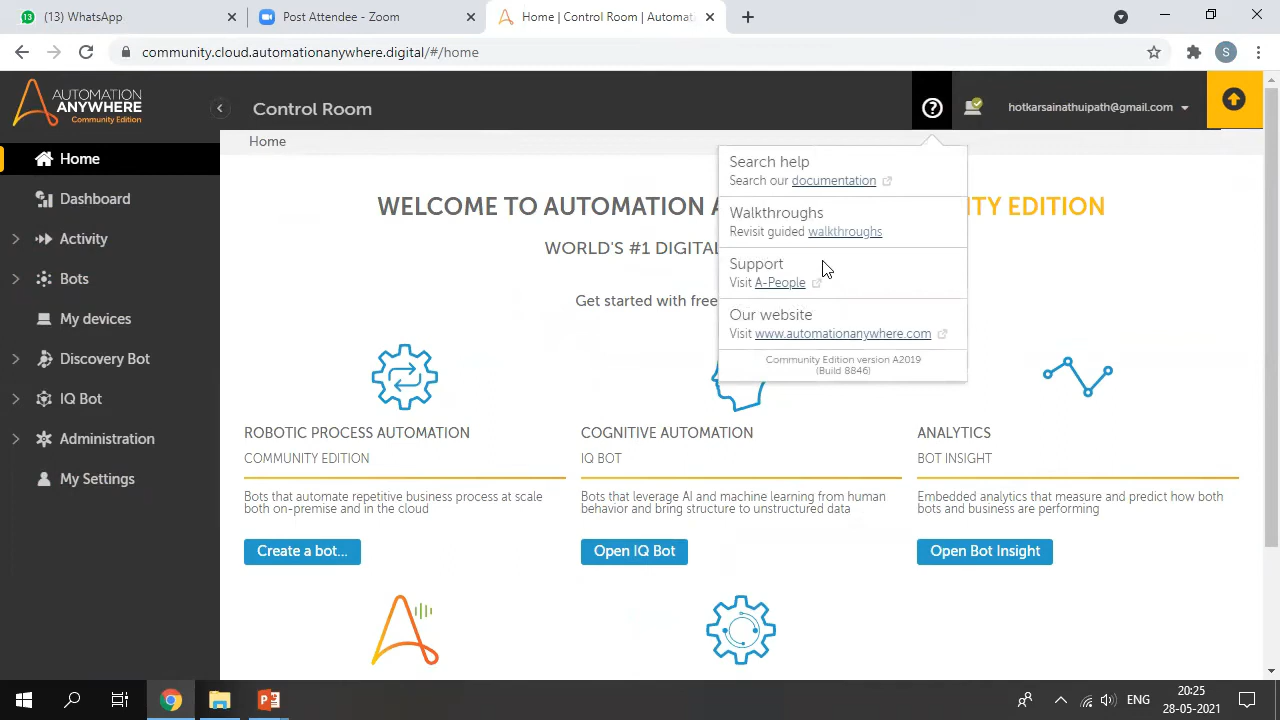 (13) WhatsApp
Post Attendee - Zoom
Home | Control Room | Automati
community.cloud.automationanywhere.digital/#/home
S
AUTOMATION
ANYWHERE
Community Edition
Control Room
hotkarsainathuipath@gmail.com
Home
Home
Dashboard
Activity
Bots
My devices
Discovery Bot
IQ Bot
Administration
My Settings
WELCOME TO AUTOMATION A
ITY EDITION
WORLD'S #1 DIGITAL
Get started with free
Search help
Search our documentation
Walkthroughs
Revisit guided walkthroughs
Support
Visit A-People
Our website
Visit www.automationanywhere.com
Community Edition version A2019
(Build 8846)
ROBOTIC PROCESS AUTOMATION
COMMUNITY EDITION
Bots that automate repetitive business process at scale
both on-premise and in the cloud
Create a bot...
COGNITIVE AUTOMATION
IQ BOT
Bots that leverage AI and machine learning from human
behavior and bring structure to unstructured data
Open IQ Bot
ANALYTICS
BOT INSIGHT
Embedded analytics that measure and predict how both
bots and business are performing
Open Bot Insight
ENG
20:25
28-05-2021